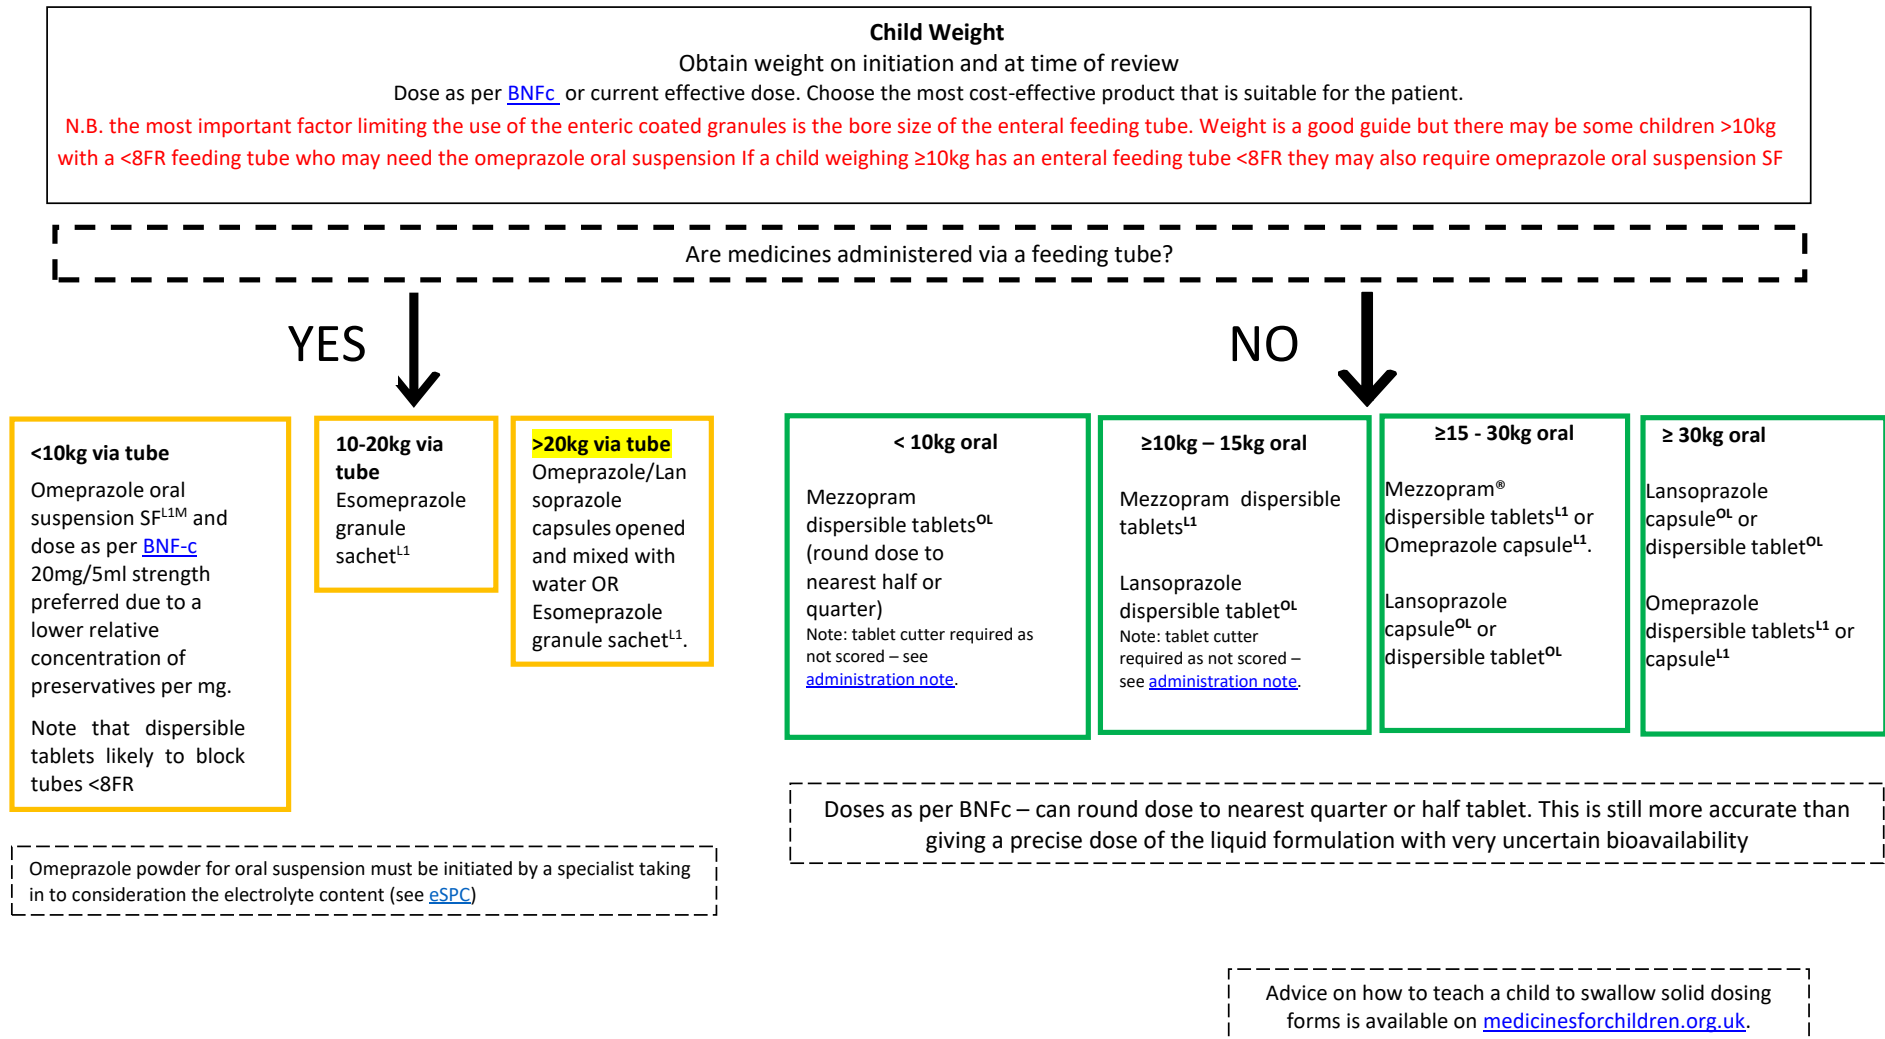 Child Weight
Obtain weight on initiation and at time of review
Dose as per BNFc or current effective dose. Choose the most cost-effective product that is suitable for the patient.
N.B. the most important factor limiting the use of the enteric coated granules is the bore size of the enteral feeding tube. Weight is a good guide but there may be some children >10kg
with a <8FR feeding tube who may need the omeprazole oral suspension If a child weighing ≥10kg has an enteral feeding tube <8FR they may also require omeprazole oral suspension SF
Are medicines administered via a feeding tube?
YES
NO
<10kg via tube
Omeprazole oral
suspension SFL1M and
dose as per BNF-c
20mg/5ml strength
preferred due to a
lower relative
concentration of
preservatives per mg.
Note that dispersible
tablets likely to block
tubes <8FR
10-20kg via
tube
Esomeprazole
granule
sachetL1
>20kg via tube
Omeprazole/Lan
soprazole
capsules opened
and mixed with
water OR
Esomeprazole
granule sachetL1.
< 10kg oral
Mezzopram
dispersible tabletsOL
(round dose to
nearest half or
quarter)
Note: tablet cutter required as
not scored – see
administration note.
≥10kg – 15kg oral
Mezzopram dispersible
tabletsL1
Lansoprazole
dispersible tabletOL
Note: tablet cutter
required as not scored –
see administration note.
≥15 - 30kg oral
Mezzopram®
dispersible tabletsL1 or
Omeprazole capsuleL1.
Lansoprazole
capsuleOL or
dispersible tabletOL
≥ 30kg oral
Lansoprazole
capsuleOL or
dispersible tabletOL
Omeprazole
dispersible tabletsL1 or
capsuleL1
Doses as per BNFc – can round dose to nearest quarter or half tablet. This is still more accurate than
giving a precise dose of the liquid formulation with very uncertain bioavailability
Omeprazole powder for oral suspension must be initiated by a specialist taking
in to consideration the electrolyte content (see eSPC)
Advice on how to teach a child to swallow solid dosing
forms is available on medicinesforchildren.org.uk.